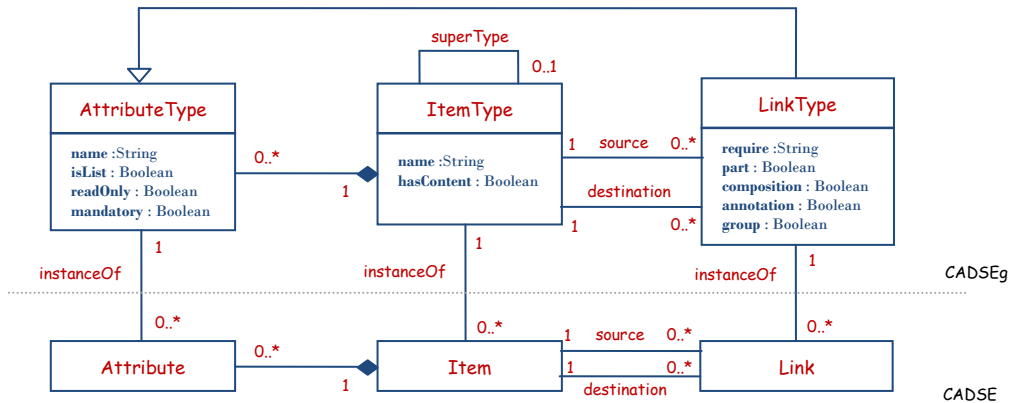 superType
0..1
AttributeType
name :String
isList : Boolean
readOnly : Boolean
mandatory : Boolean
0..*
1
ItemType
name :String
hasContent : Boolean
1
source
0..*
destination
1
0..*
LinkType
require :String
part : Boolean
composition : Boolean
annotation : Boolean
group : Boolean
1
instanceOf
0..*
1
instanceOf
0..*
1
instanceOf
0..*
CADSEg
Attribute
0..*
1
Item
1
source
0..*
1
0..*
destination
Link
CADSE